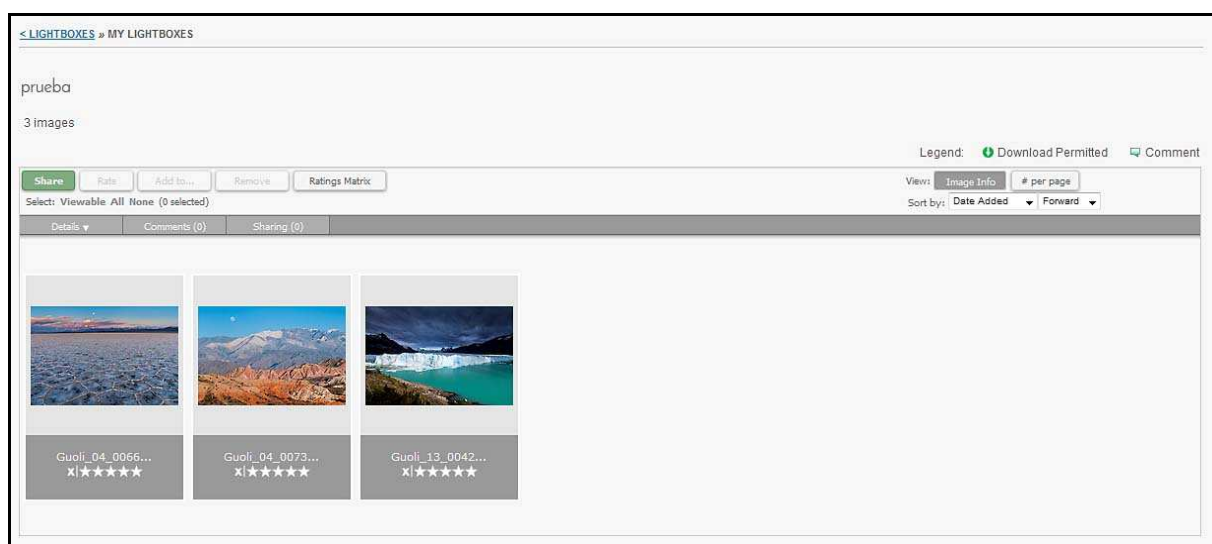 < LIGHTBOXES » MY LIGHTBOXES
prueba
3 images
Legend: Download Permitted Comment
Share Rate Add to... Remove Ratings Matrix View: Image Info # per page
Select: Viewable All None (0 selected) Sort by: Date Added Forward
Details Comments (0) Sharing (0)
Guoli_04_0066... Guoli_04_0073... Guoli_13_0042...
x|★★★★★ x|★★★★★ x|★★★★★